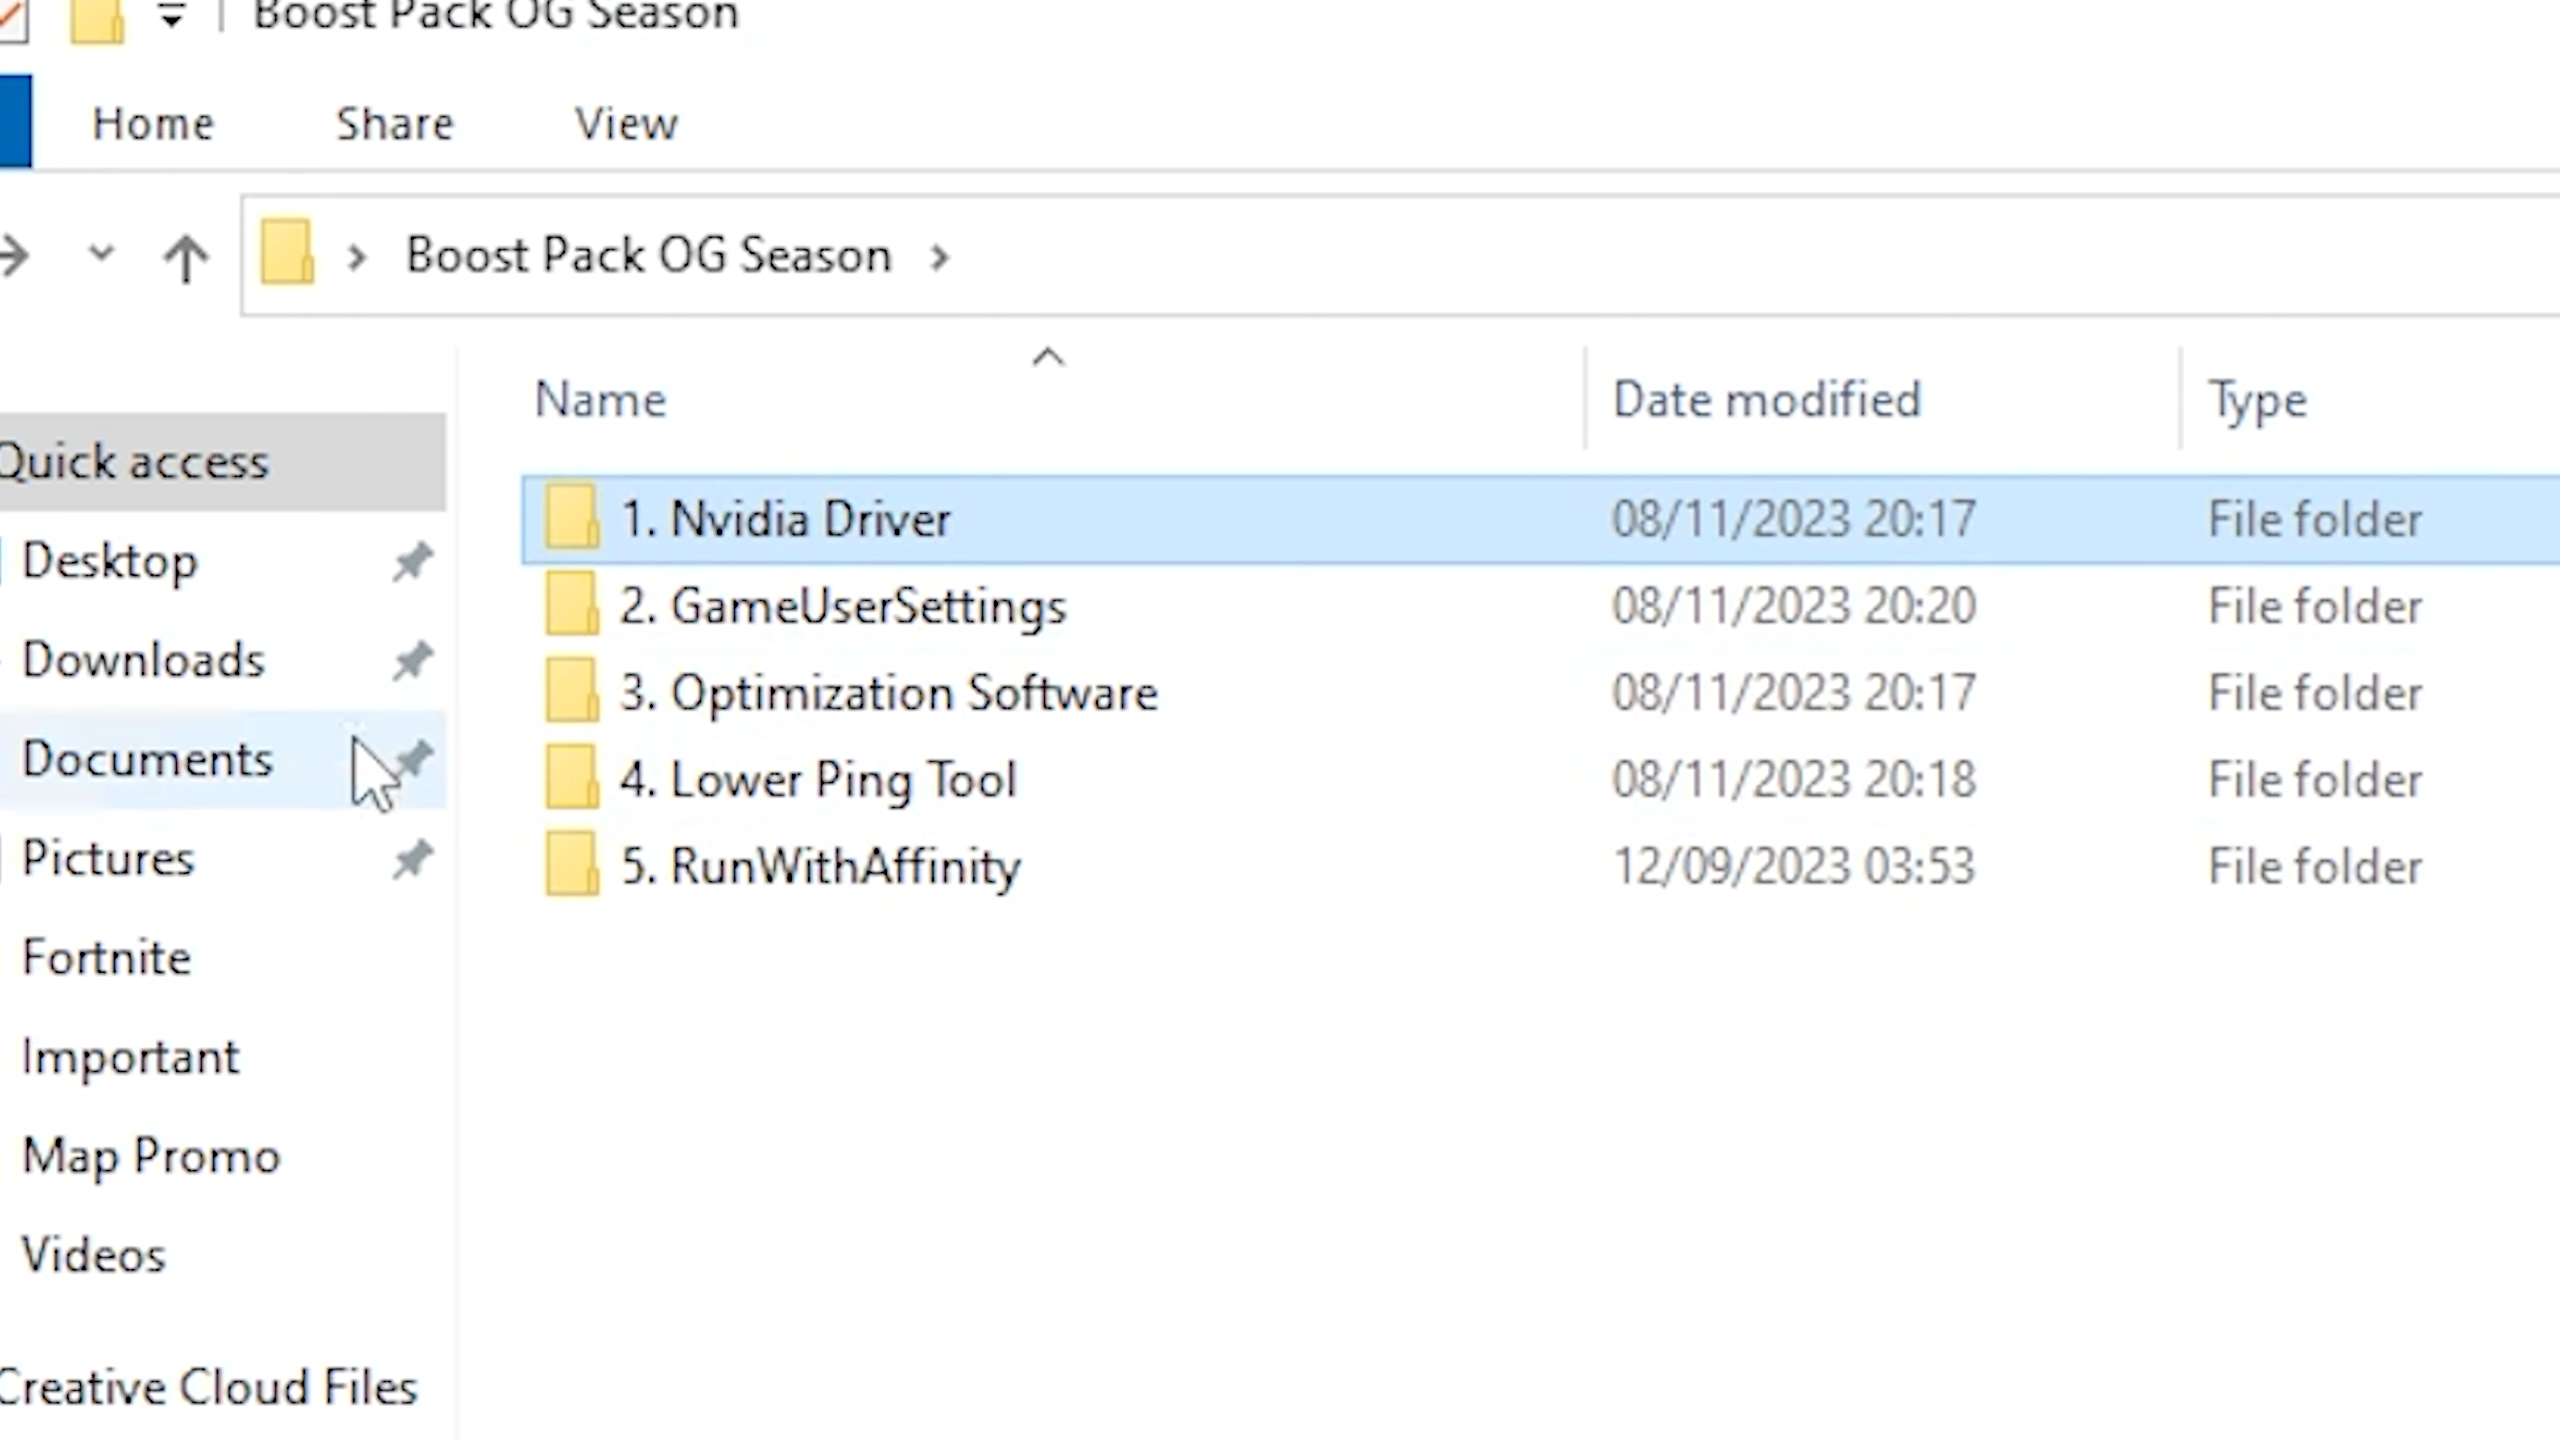 Boost Pack OG Season
Home Share View
Boost Pack OG Season
Name Date modified Type
Quick access
Desktop
Downloads
Documents
Pictures
Fortnite
Important
Map Promo
Videos
Creative Cloud Files
1. Nvidia Driver 08/11/2023 20:17 File folder
2. GameUserSettings 08/11/2023 20:20 File folder
3. Optimization Software 08/11/2023 20:17 File folder
4. Lower Ping Tool 08/11/2023 20:18 File folder
5. RunWithAffinity 12/09/2023 03:53 File folder